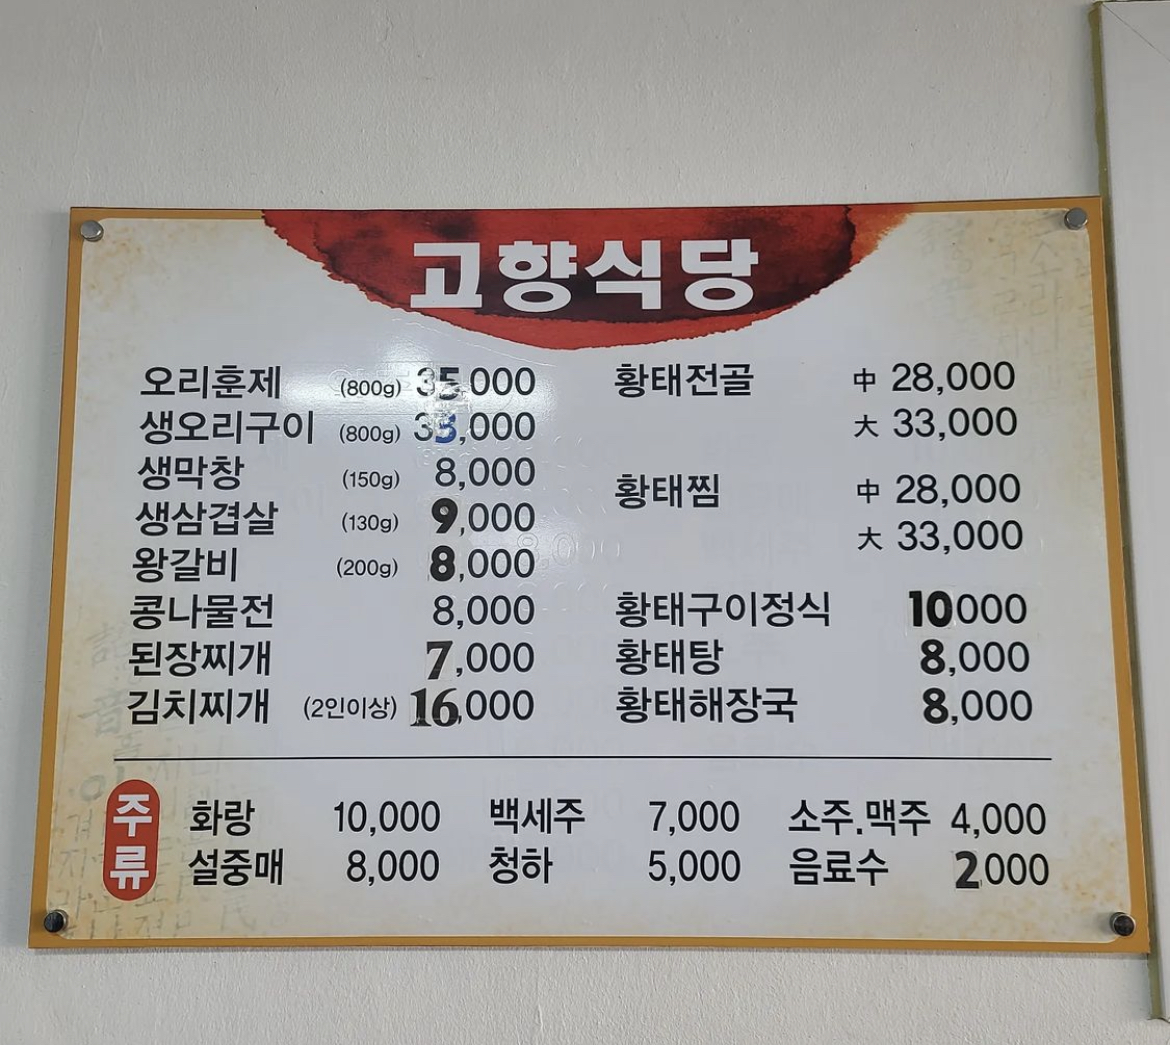 고향식당
오리훈제 (800g) 35,000
생오리구이 (800g) 33,000
생막창 (150g) 8,000
생삼겹살 (130g) 9,000
왕갈비 (200g) 8,000
콩나물전 8,000
된장찌개 7,000
김치찌개 (2인이상) 16,000
황태전골 中 28,000
大 33,000
황태찜 中 28,000
大 33,000
황태구이정식 10000
황태탕 8,000
황태해장국 8,000
주류
화랑 10,000 백세주 7,000 소주.맥주 4,000
설중매 8,000 청하 5,000 음료수 2000